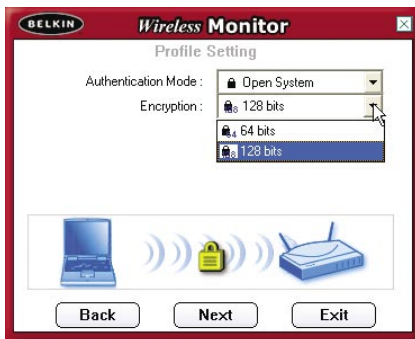 BELKIN Wireless Monitor
Profile Setting
Authentication Mode : Open System
Encryption : 128 bits
64 bits
128 bits
Back Next Exit